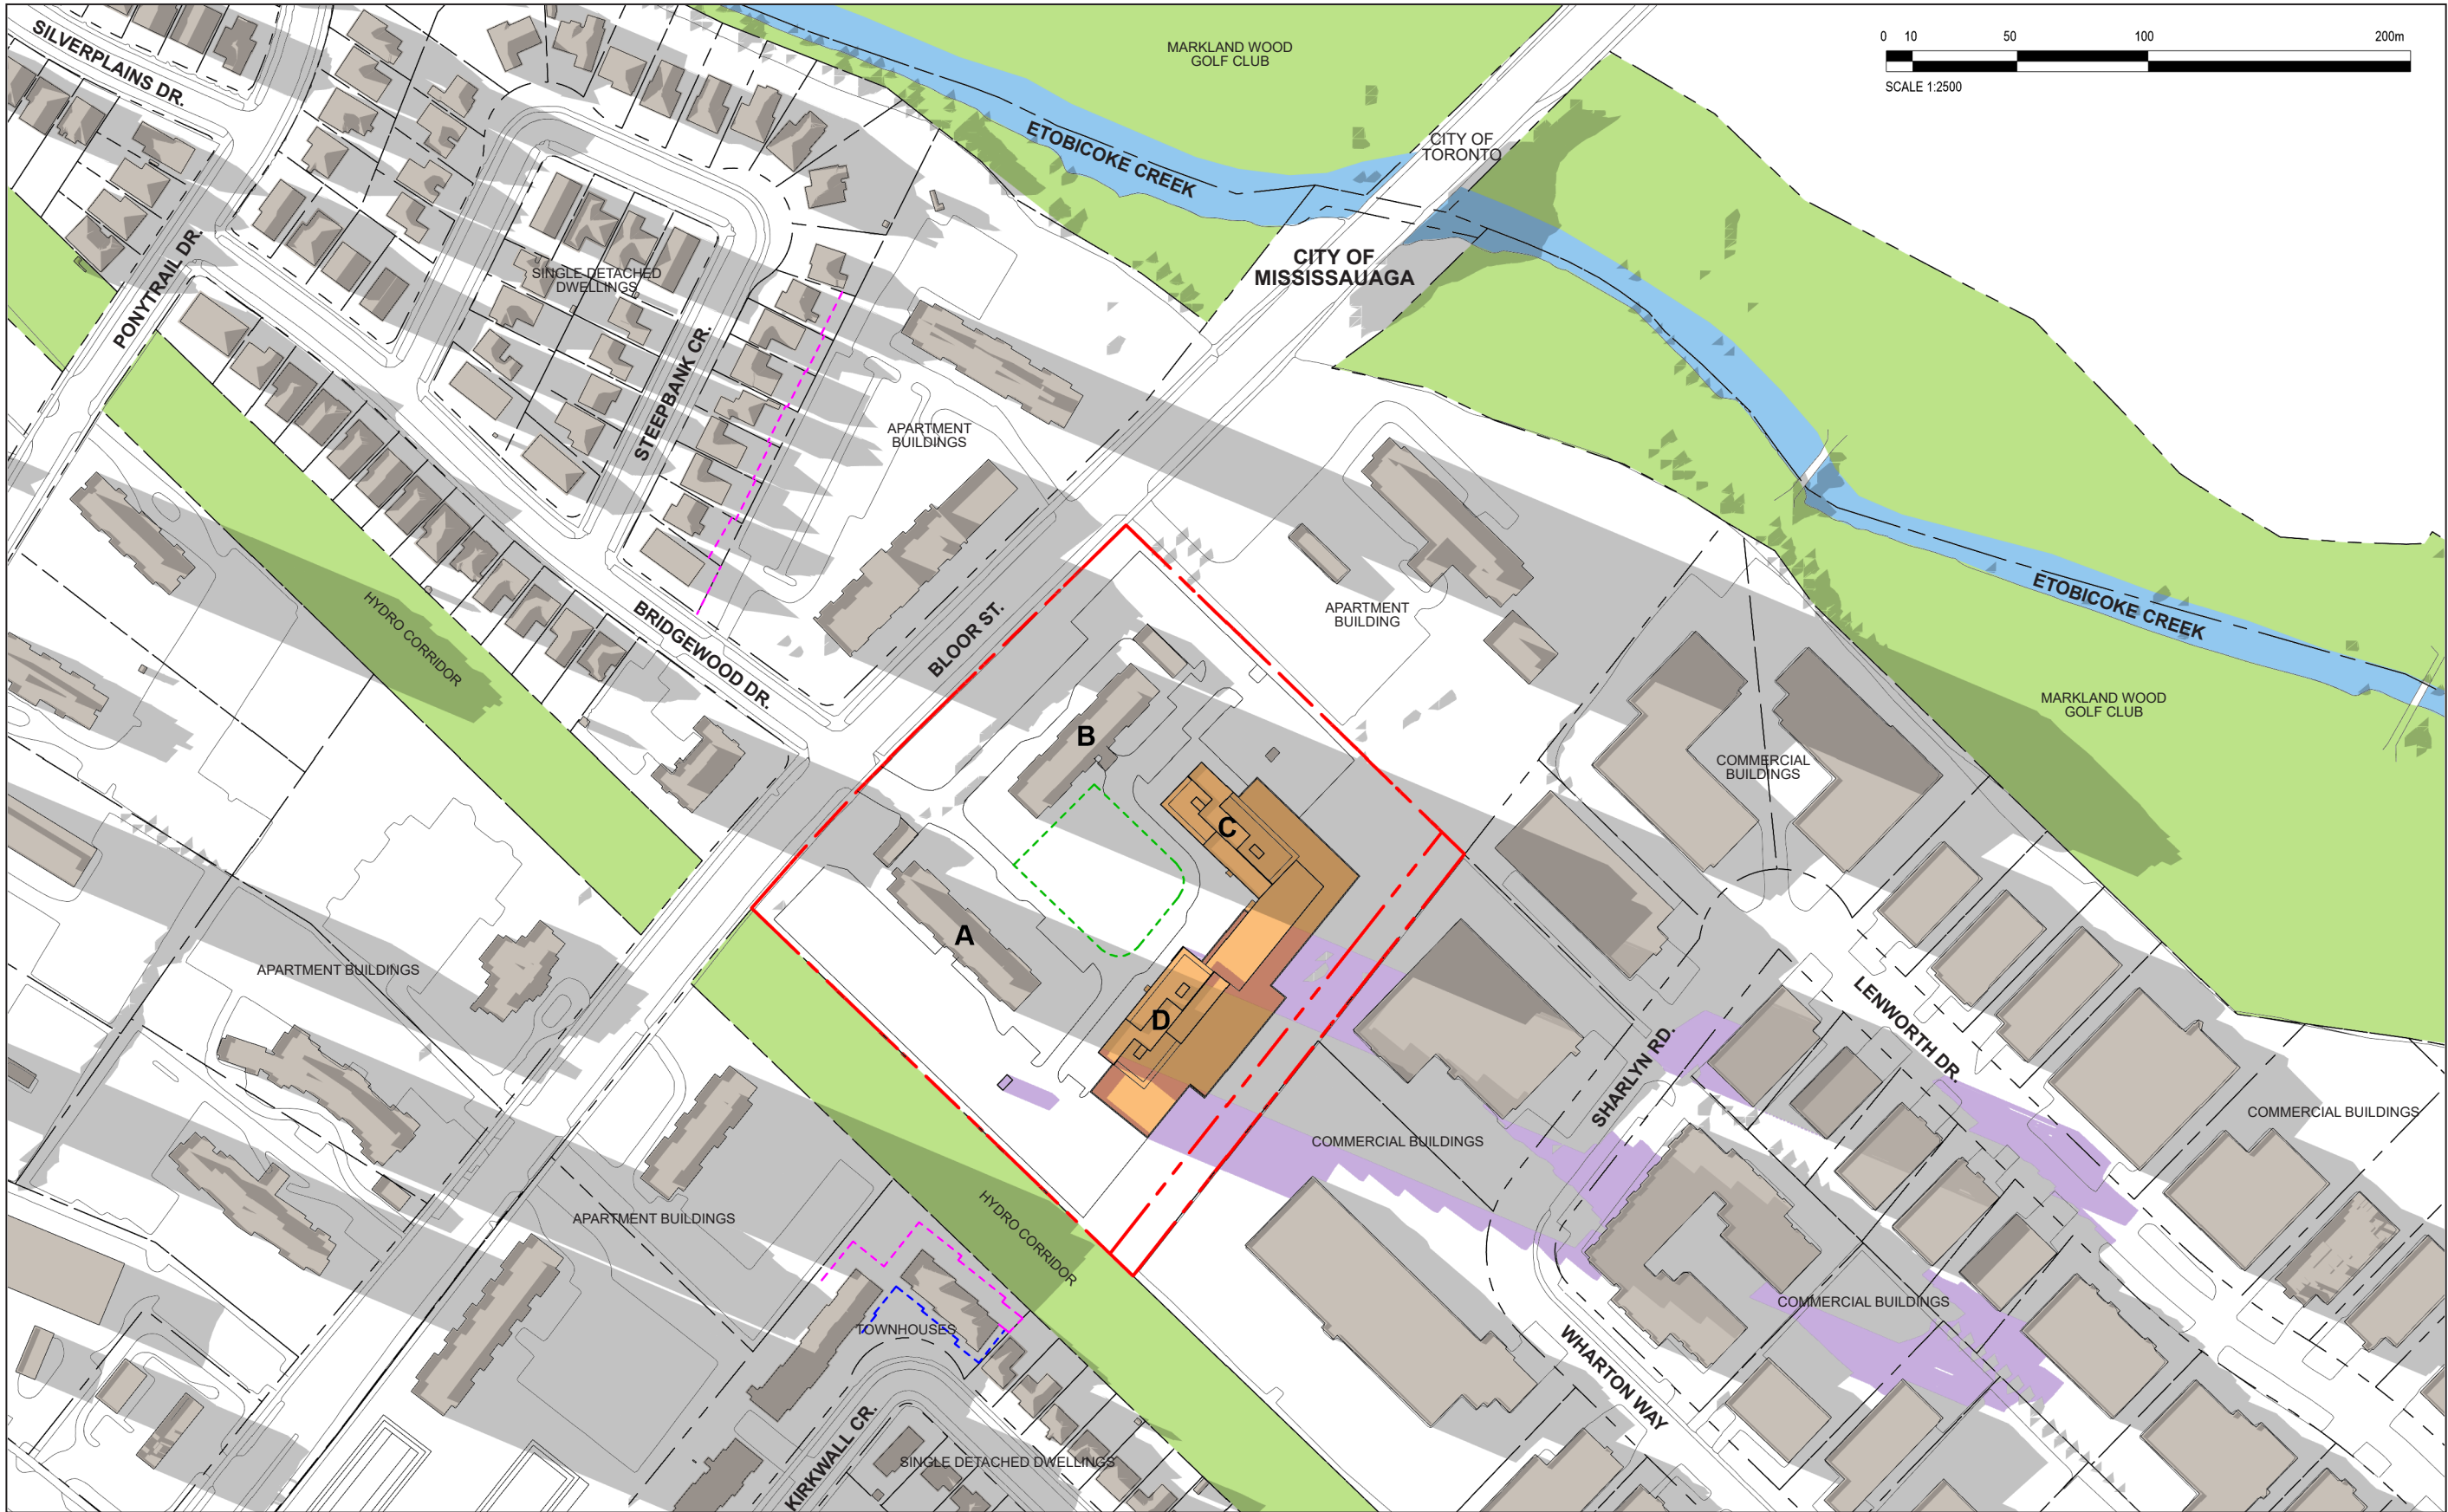 SILVERPLAINS DR.
MARKLAND WOOD
GOLF CLUB
0 10 50 100 200m
SCALE 1:2500
ETOBICOKE CREEK
CITY OF
TORONTO
CITY OF
MISSISSAUAGA
PONYTRAIL DR.
SINGLE DETACHED
DWELLINGS
STEEPBANK CR.
APARTMENT
BUILDINGS
HYDRO CORRIDOR
BRIDGEWOOD DR.
BLOOR ST.
APARTMENT
BUILDING
ETOBICOKE CREEK
MARKLAND WOOD
GOLF CLUB
B
COMMERCIAL
BUILDINGS
C
A
APARTMENT BUILDINGS
D
LENWORTH DR.
SHARLYN RD.
COMMERCIAL BUILDINGS
COMMERCIAL BUILDINGS
APARTMENT BUILDINGS
HYDRO CORRIDOR
COMMERCIAL BUILDINGS
TOWNHOUSES
WHARTON WAY
KIRKWALL CR.
SINGLE DETACHED DWELLINGS